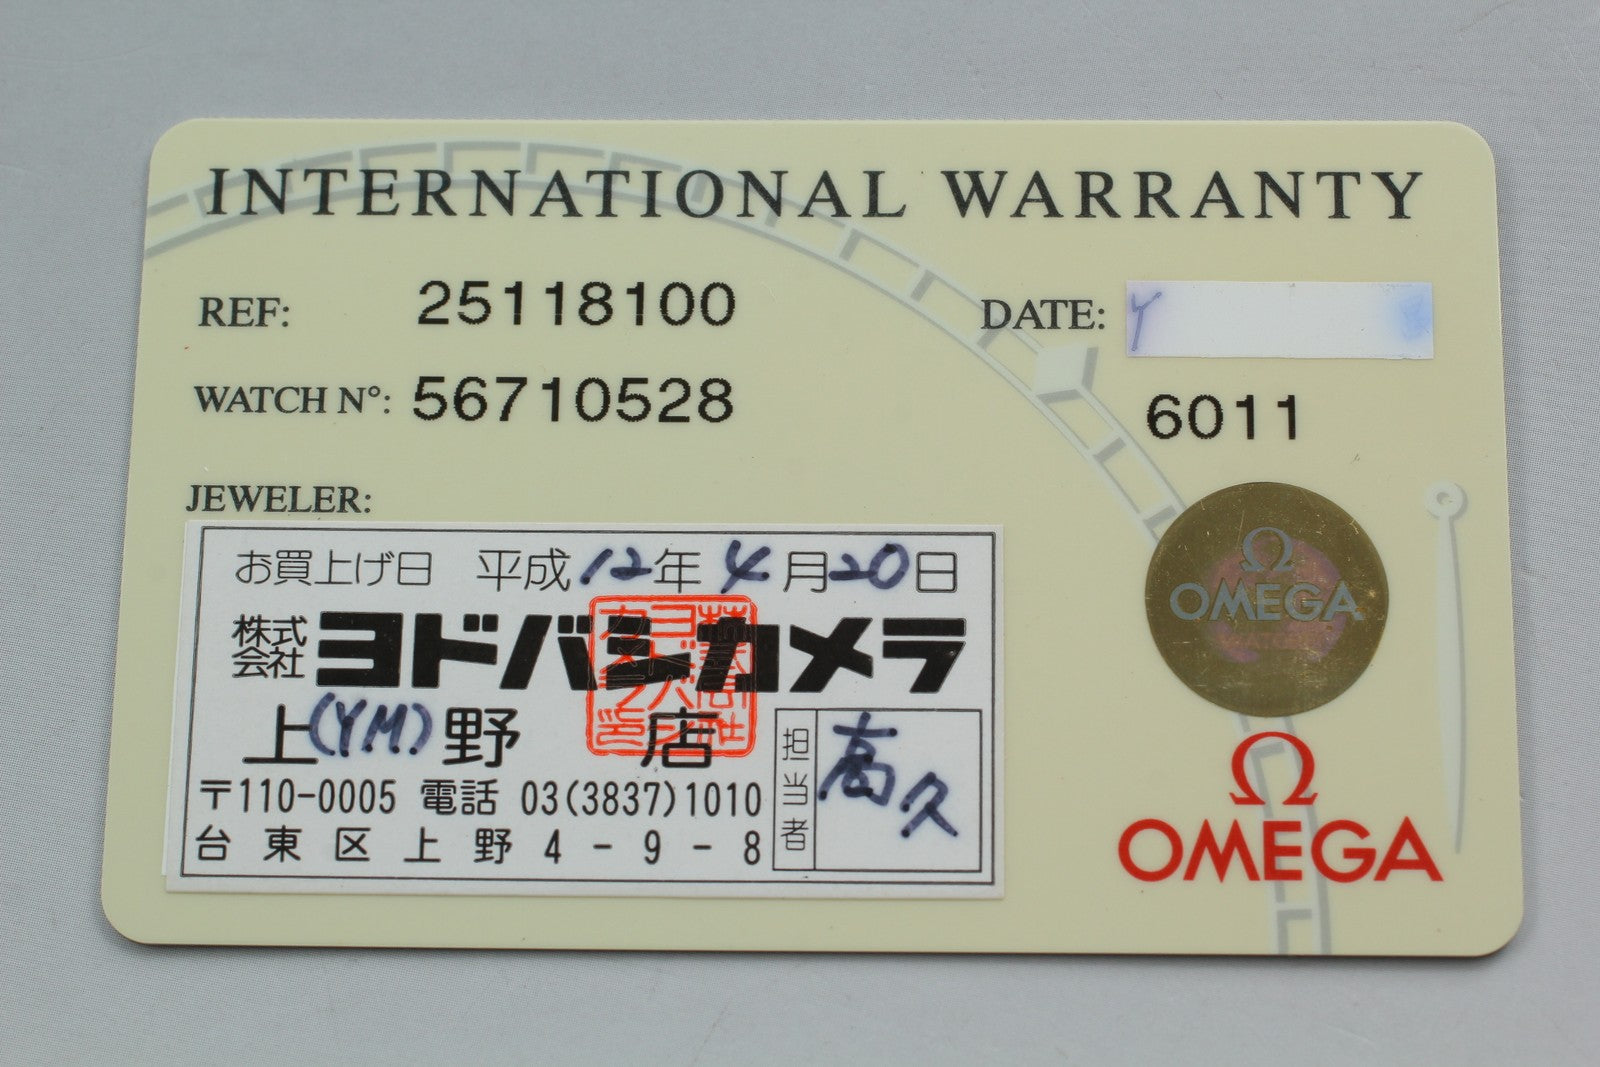 INTERNATIONAL WARRANTY
REF: 25118100
DATE: Y
WATCH N°: 56710528
6011
JEWELER:
お買上げ日 平成12年4月20日
株式会社 ヨドバシカメラ
上(YM)野 店
〒110-0005 電話 03(3837)1010
台東区上野4-9-8
担当者 高久
Ω
OMEGA
Ω
OMEGA